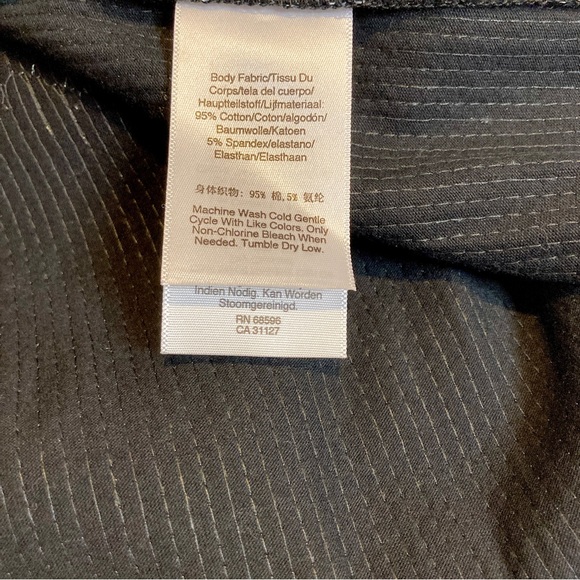 Body Fabric/Tissu Du
Corps/tela del cuerpo/
Hauptteilstoff/Lijfmateriaal:
95% Cotton/Coton/algodón/
Baumwolle/Katoen
5% Spandex/elastano/
Elasthan/Elasthaan
身体织物: 95% 棉,5% 氨纶
Machine Wash Cold Gentle
Cycle With Like Colors. Only
Non-Chlorine Bleach When
Needed. Tumble Dry Low.
Indien Nödig. Kan Worden
Stoomgereinigd.
RN 68596
CA 31127